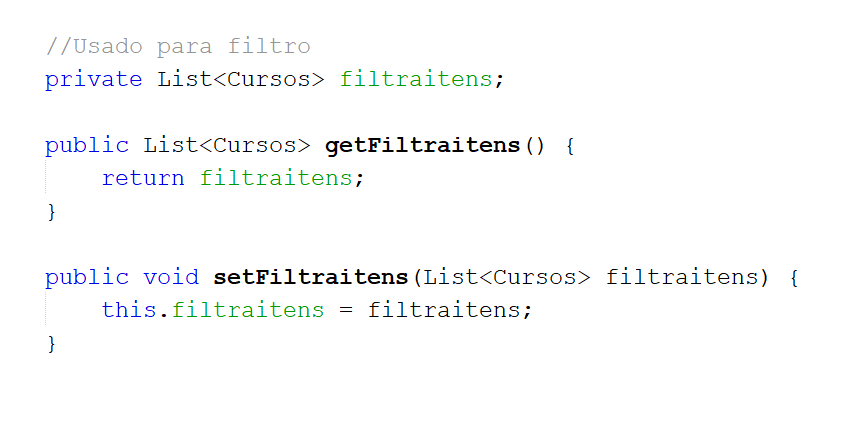 //Usado para filtro
private List<Cursos> filtraitens;
public List<Cursos> getFiltraitens() {
return filtraitens;
}
public void setFiltraitens(List<Cursos> filtraitens) {
this.filtraitens = filtraitens;
}